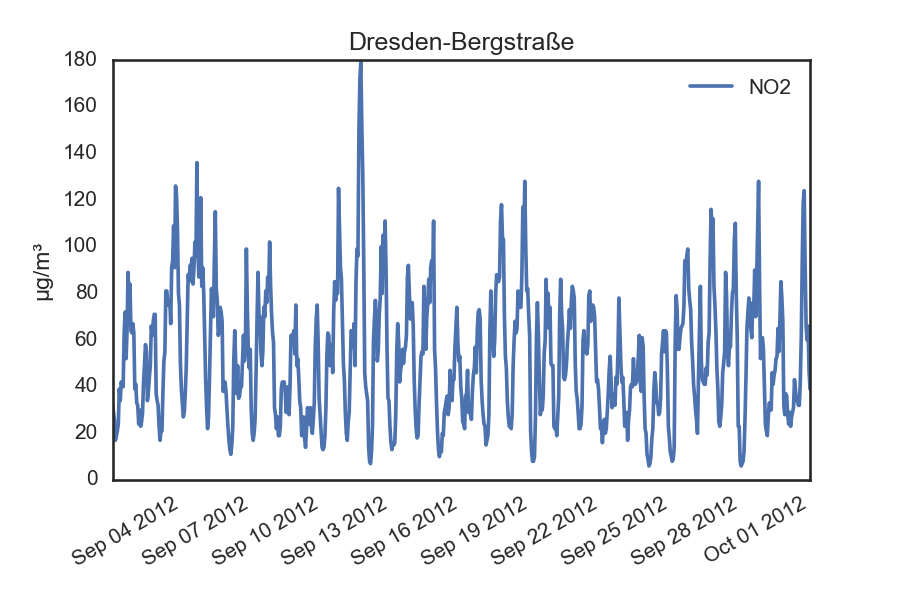 Dresden-Bergstraße
NO2
µg/m³
180
160
140
120
100
80
60
40
20
0
Sep 04 2012
Sep 07 2012
Sep 10 2012
Sep 13 2012
Sep 16 2012
Sep 19 2012
Sep 22 2012
Sep 25 2012
Sep 28 2012
Oct 01 2012